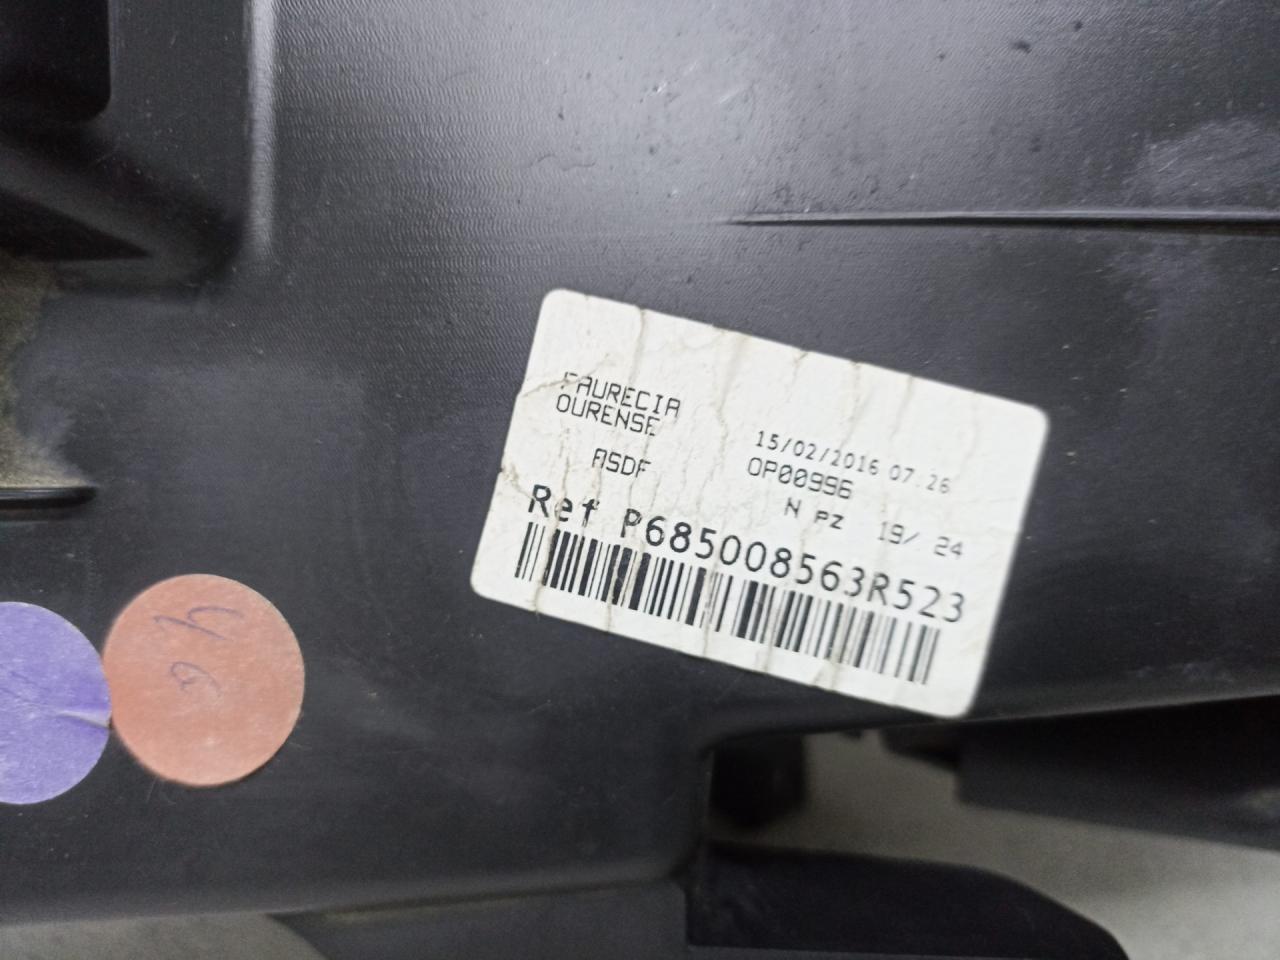 FAURECIA
OURENSE
15/02/2016 07.26
ASDF
OP00996
N PZ 19/ 24
Ref P685008563R523